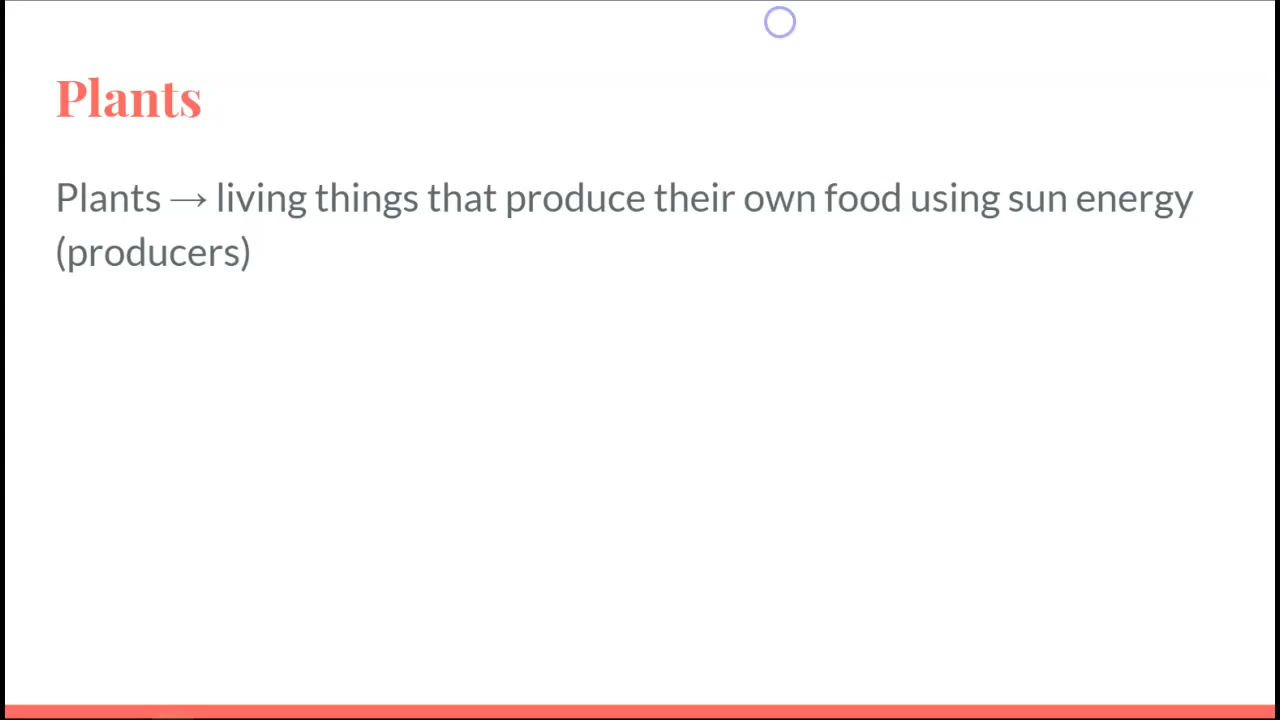 Plants
Plants → living things that produce their own food using sun energy
(producers)